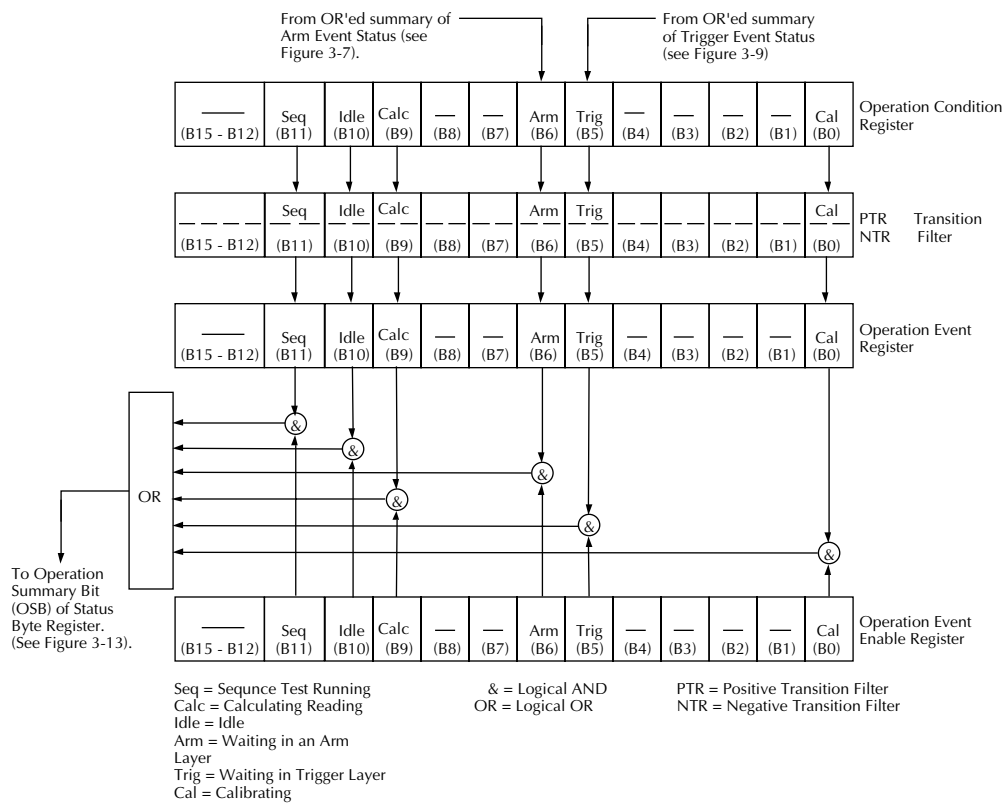 From OR'ed summary of
Arm Event Status (see
Figure 3-7).
From OR'ed summary
of Trigger Event Status
(see Figure 3-9)
— Seq Idle Calc — — Arm Trig — — — — Cal
(B15 - B12) (B11) (B10) (B9) (B8) (B7) (B6) (B5) (B4) (B3) (B2) (B1) (B0)
Operation Condition
Register
Seq Idle Calc Arm Trig Cal
(B15 - B12) (B11) (B10) (B9) (B8) (B7) (B6) (B5) (B4) (B3) (B2) (B1) (B0)
PTR Transition
NTR Filter
— Seq Idle Calc — — Arm Trig — — — — Cal
(B15 - B12) (B11) (B10) (B9) (B8) (B7) (B6) (B5) (B4) (B3) (B2) (B1) (B0)
Operation Event
Register
&
&
&
OR
&
&
&
To Operation
Summary Bit
(OSB) of Status
Byte Register.
(See Figure 3-13).
— Seq Idle Calc — — Arm Trig — — — — Cal
(B15 - B12) (B11) (B10) (B9) (B8) (B7) (B6) (B5) (B4) (B3) (B2) (B1) (B0)
Operation Event
Enable Register
Seq = Sequnce Test Running
Calc = Calculating Reading
Idle = Idle
Arm = Waiting in an Arm
Layer
Trig = Waiting in Trigger Layer
Cal = Calibrating
& = Logical AND
OR = Logical OR
PTR = Positive Transition Filter
NTR = Negative Transition Filter